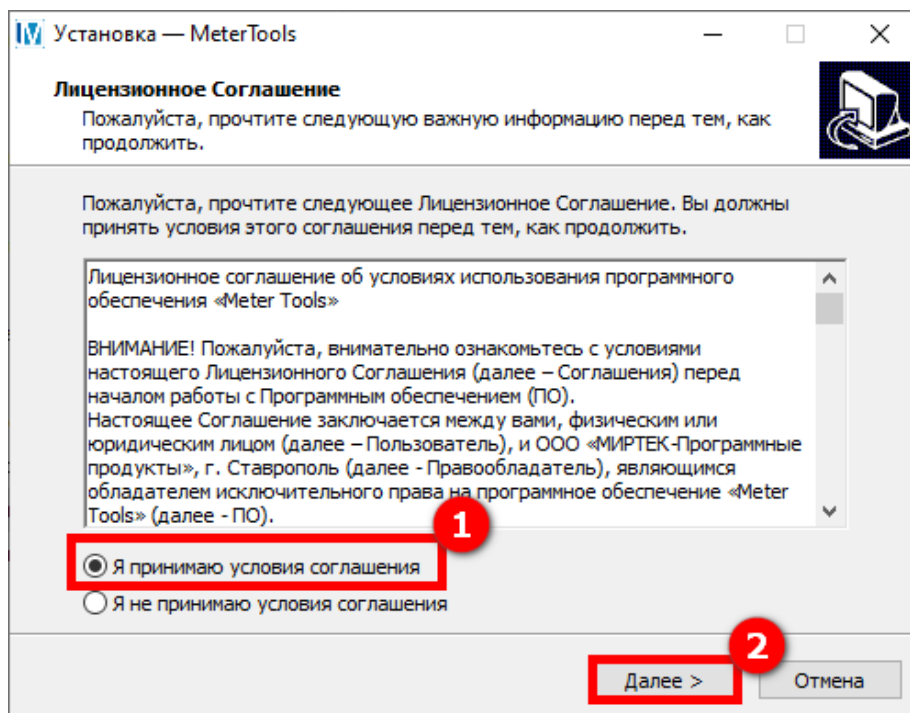 Установка — MeterTools
Лицензионное Соглашение
Пожалуйста, прочтите следующую важную информацию перед тем, как
продолжить.
Пожалуйста, прочтите следующее Лицензионное Соглашение. Вы должны
принять условия этого соглашения перед тем, как продолжить.
Лицензионное соглашение об условиях использования программного
обеспечения «Meter Tools»
ВНИМАНИЕ! Пожалуйста, внимательно ознакомьтесь с условиями
настоящего Лицензионного Соглашения (далее – Соглашения) перед
началом работы с Программным обеспечением (ПО).
Настоящее Соглашение заключается между вами, физическим или
юридическим лицом (далее – Пользователь), и ООО «МИРТЕК-Программные
продукты», г. Ставрополь (далее - Правообладатель), являющимся
обладателем исключительного права на программное обеспечение «Meter
Tools» (далее - ПО).
1
Я принимаю условия соглашения
Я не принимаю условия соглашения
2
Далее >
Отмена